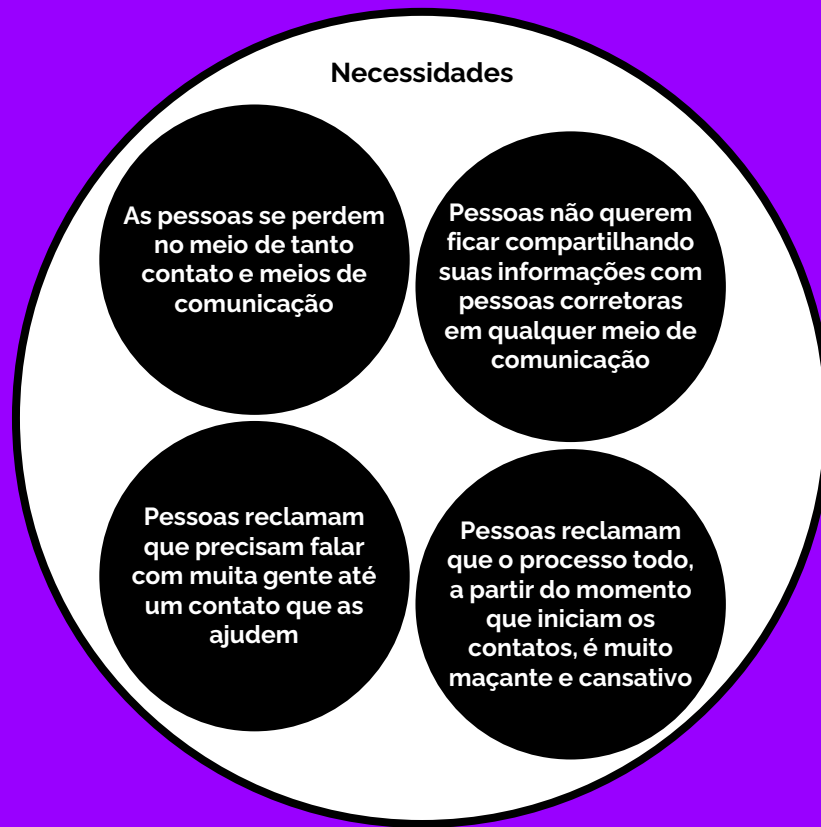 Necessidades
As pessoas se perdem
no meio de tanto
contato e meios de
comunicação
Pessoas não querem
ficar compartilhando
suas informações com
pessoas corretoras
em qualquer meio de
comunicação
Pessoas reclamam
que precisam falar
com muita gente até
um contato que as
ajudem
Pessoas reclamam
que o processo todo,
a partir do momento
que iniciam os
contatos, é muito
maçante e cansativo